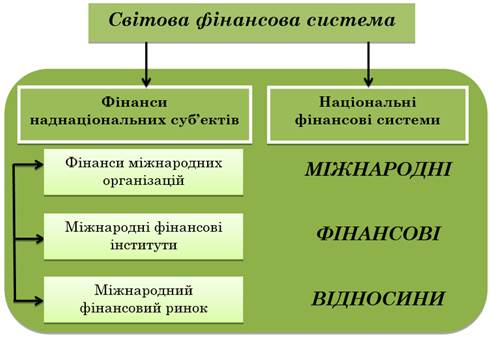 Світова фінансова система
Фінанси
наднаціональних суб’ектів
Національні
фінансові системи
Фінанси міжнародних
організацій
МІЖНАРОДНІ
Міжнародні фінансові
інститути
ФІНАНСОВІ
Міжнародний
фінансовий ринок
ВІДНОСИНИ